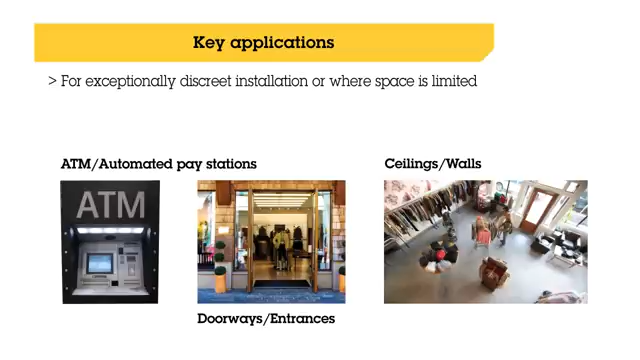 Key applications
> For exceptionally discreet installation or where space is limited
ATM/Automated pay stations
Ceilings/Walls
ATM
Doorways/Entrances